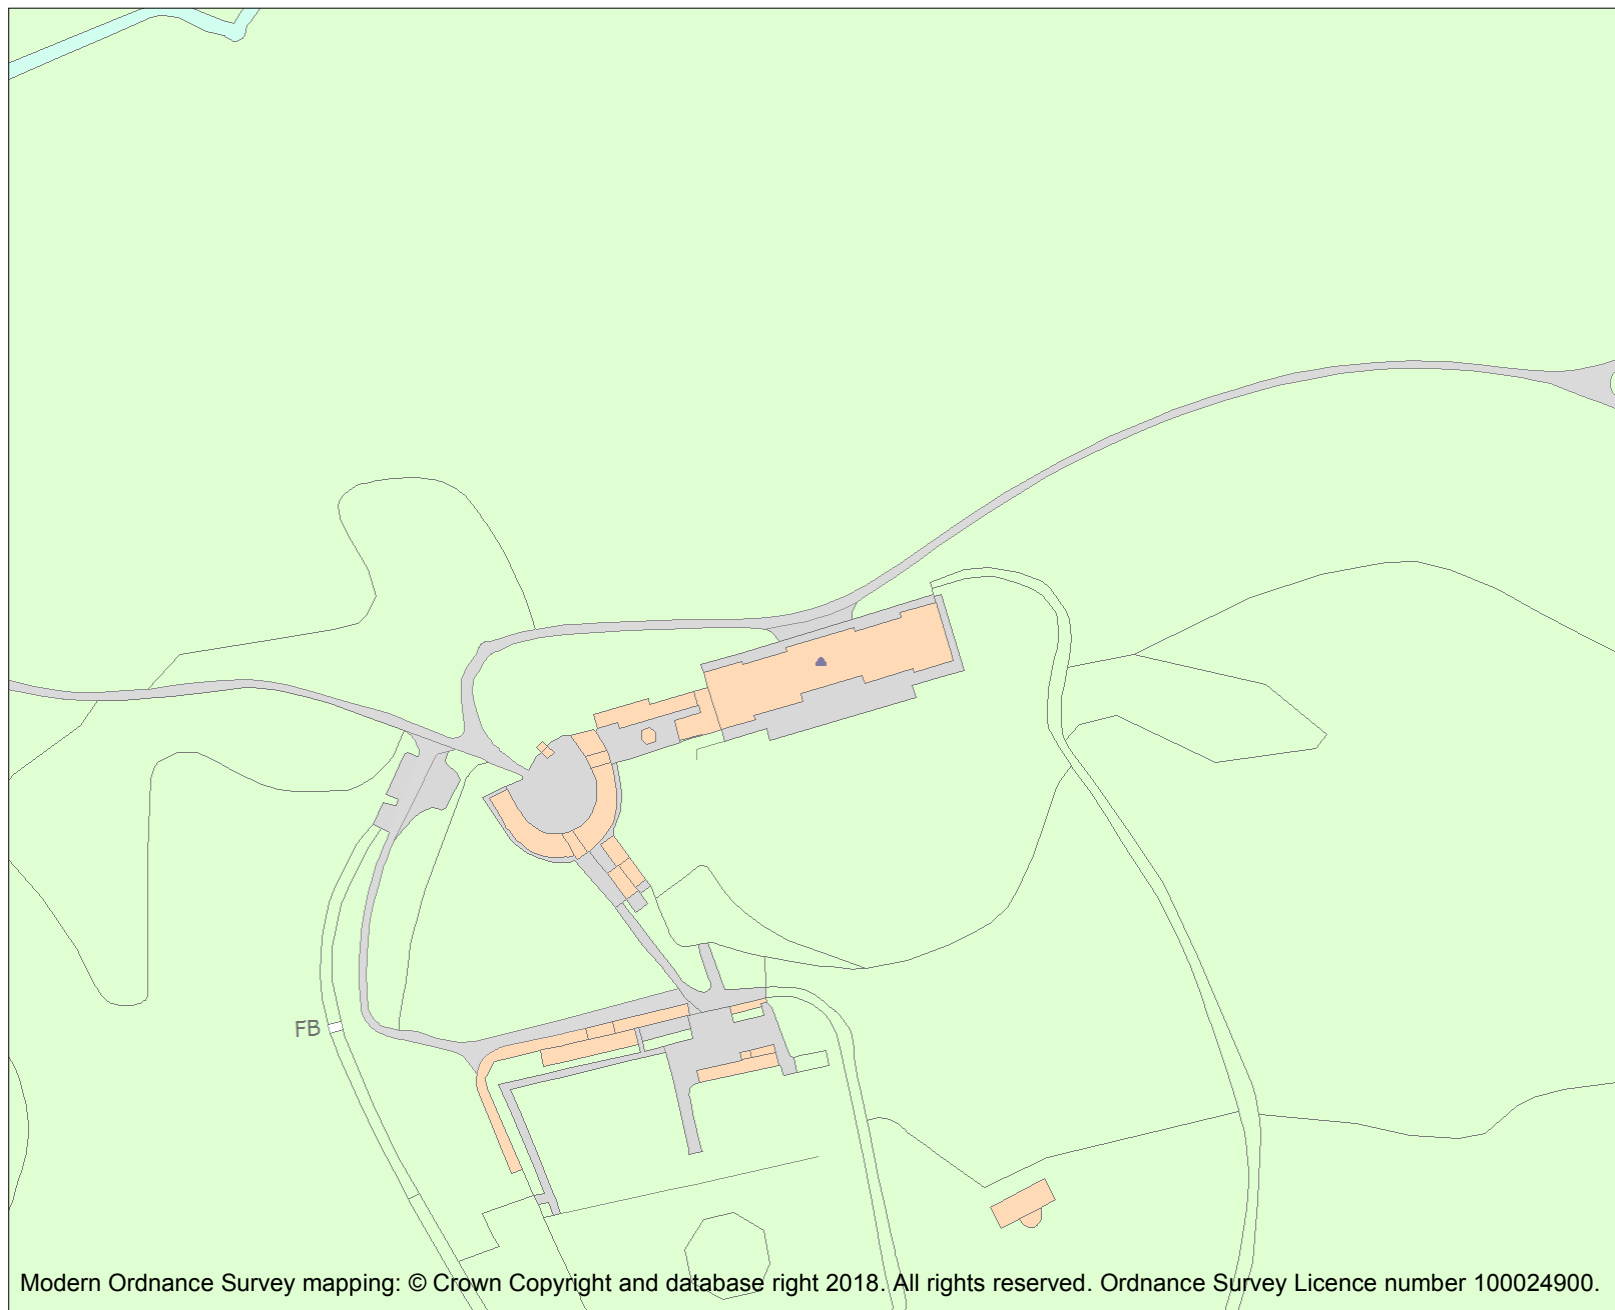 FB
Modern Ordnance Survey mapping: © Crown Copyright and database right 2018. All rights reserved. Ordnance Survey Licence number 100024900.